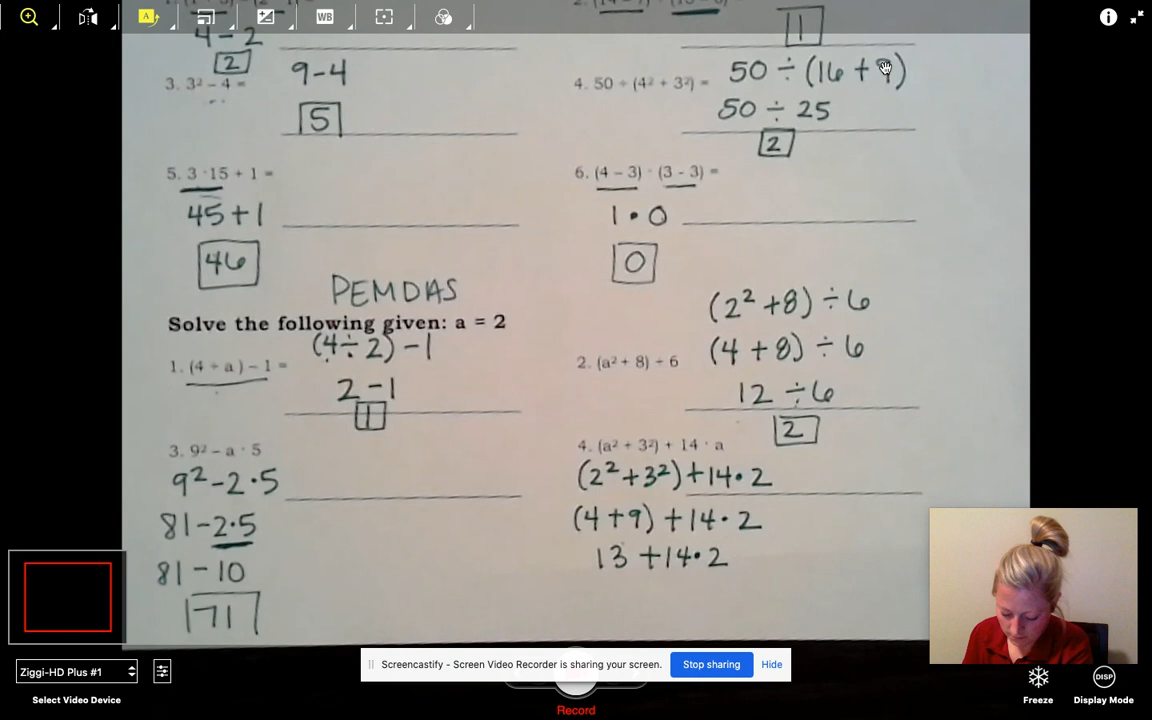 4 - 2
2
1
3. 3² - 4 =
9-4
5
4. 50 ÷ (4² + 3²) =
50 ÷ (16 + 9)
50 ÷ 25
2
5. 3 · 15 + 1 =
45+1
46
6. (4 – 3) · (3 - 3) =
1 • 0
0
PEMDAS
Solve the following given: a = 2
1. (4 ÷ a) – 1 =
(4÷2) -1
2 -1
1
2. (a² + 8) ÷ 6
(2² +8) ÷ 6
(4 + 8) ÷ 6
12 ÷ 6
2
3. 9² – a · 5
9² - 2 • 5
81 - 2•5
81 - 10
71
4. (a² + 3²) + 14 · a
(2² + 3²) + 14 • 2
(4 + 9) + 14 • 2
13 + 14 • 2
WB
Ziggi-HD Plus #1
Select Video Device
Screencastify - Screen Video Recorder is sharing your screen.
Stop sharing
Hide
Record
DISP
Freeze
Display Mode